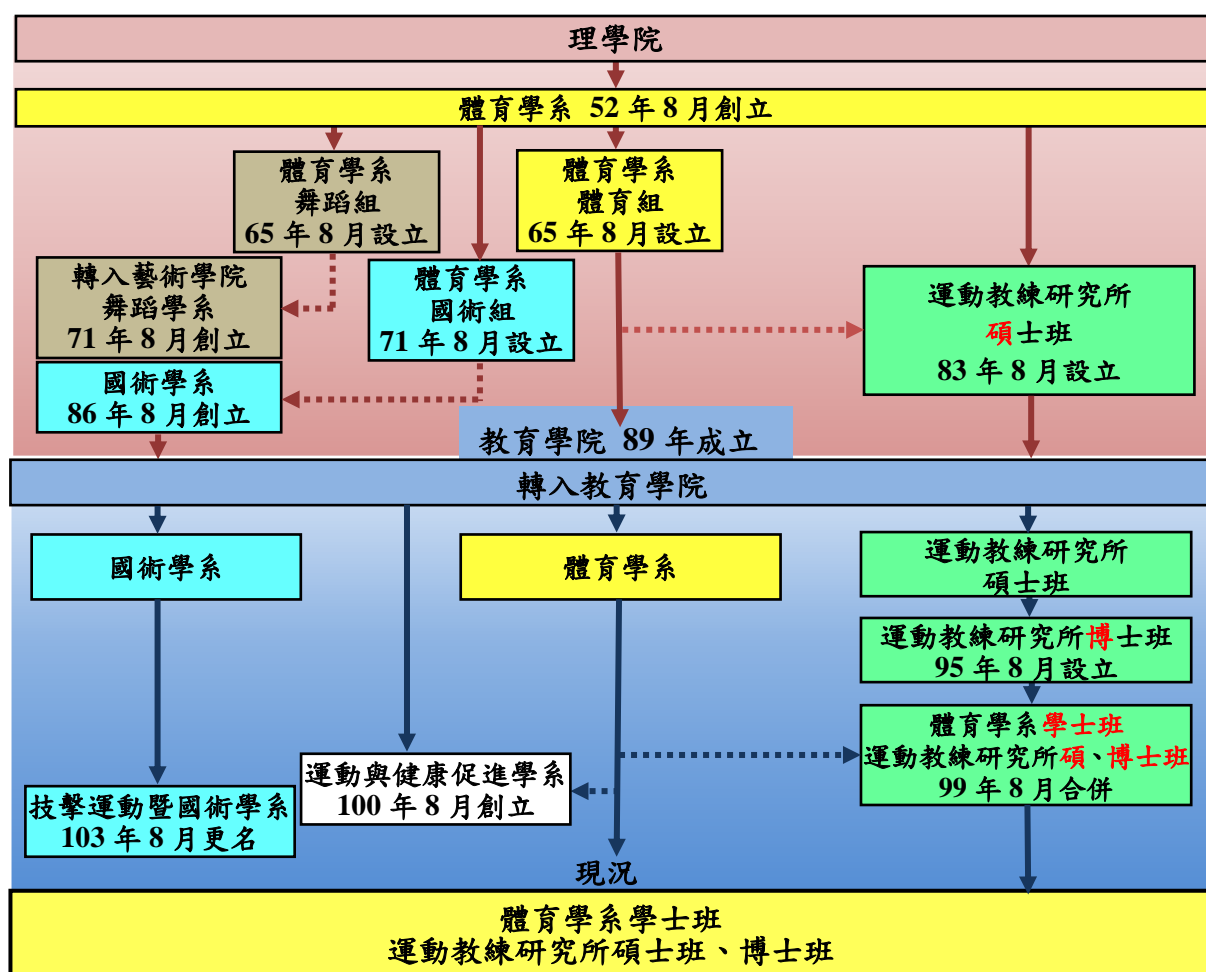 理學院
體育學系 52 年 8 月創立
體育學系
舞蹈組
65 年 8 月設立
體育學系
體育組
65 年 8 月設立
轉入藝術學院
舞蹈學系
71 年 8 月創立
體育學系
國術組
71 年 8 月設立
運動教練研究所
碩士班
83 年 8 月設立
國術學系
86 年 8 月創立
教育學院 89 年成立
轉入教育學院
國術學系
體育學系
運動教練研究所
碩士班
運動教練研究所博士班
95 年 8 月設立
體育學系學士班
運動教練研究所碩、博士班
99 年 8 月合併
運動與健康促進學系
100 年 8 月創立
技擊運動暨國術學系
103 年 8 月更名
現況
體育學系學士班
運動教練研究所碩士班、博士班